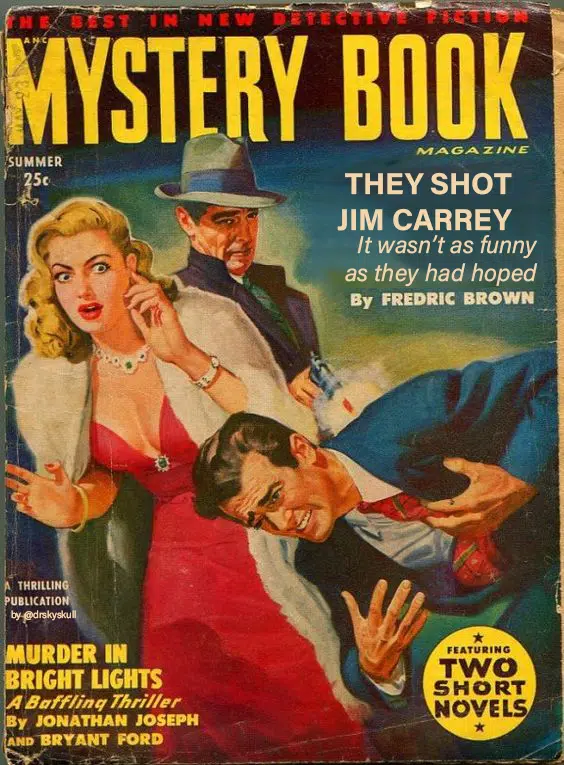 THE BEST IN NEW DETECTIVE FICTION
MYSTERY BOOK
MAGAZINE
SUMMER
25c
THEY SHOT
JIM CARREY
It wasn't as funny
as they had hoped
By FREDRIC BROWN
A THRILLING
PUBLICATION
by @drskyskull
MURDER IN
BRIGHT LIGHTS
A Baffling Thriller
By JONATHAN JOSEPH
AND BRYANT FORD
FEATURING
TWO
SHORT
NOVELS